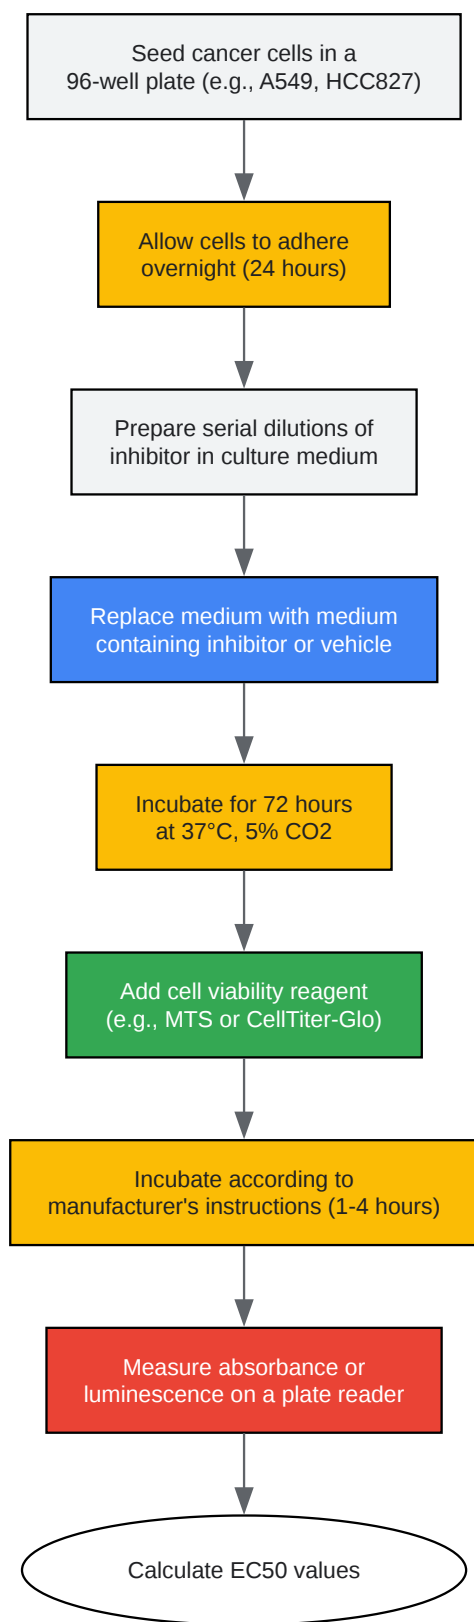 Seed cancer cells in a
96-well plate (e.g., A549, HCC827)
Allow cells to adhere
overnight (24 hours)
Prepare serial dilutions of
inhibitor in culture medium
Replace medium with medium
containing inhibitor or vehicle
Incubate for 72 hours
at 37°C, 5% CO2
Add cell viability reagent
(e.g., MTS or CellTiter-Glo)
Incubate according to
manufacturer's instructions (1-4 hours)
Measure absorbance or
luminescence on a plate reader
Calculate EC50 values